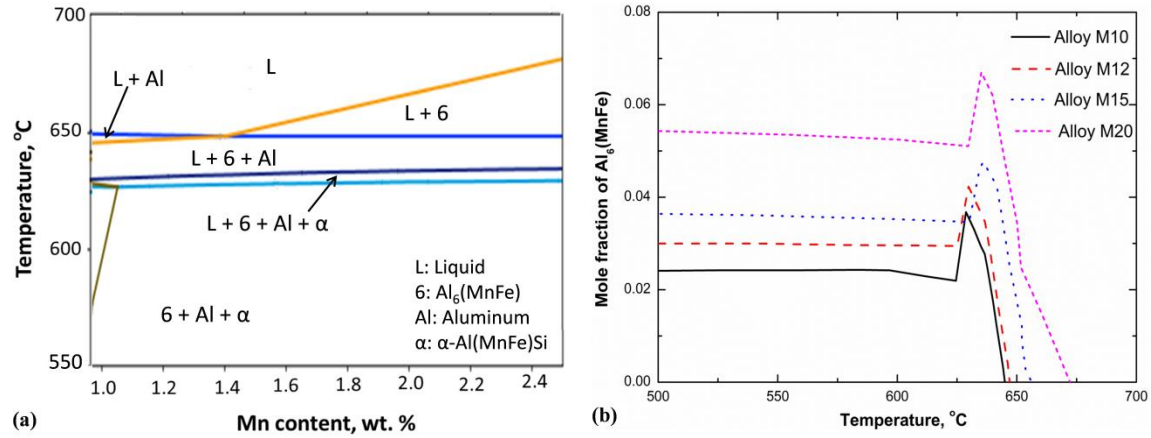 700
650
600
550
Temperature, °C
L
L + Al
L + 6
L + 6 + Al
L + 6 + Al + α
6 + Al + α
L: Liquid
6: Al₆(MnFe)
Al: Aluminum
α: α-Al(MnFe)Si
1.0 1.2 1.4 1.6 1.8 2.0 2.2 2.4
Mn content, wt. %
(a)
0.08
0.06
0.04
0.02
0.00
Mole fraction of Al₆(MnFe)
Alloy M10
Alloy M12
Alloy M15
Alloy M20
500 550 600 650 700
Temperature, °C
(b)